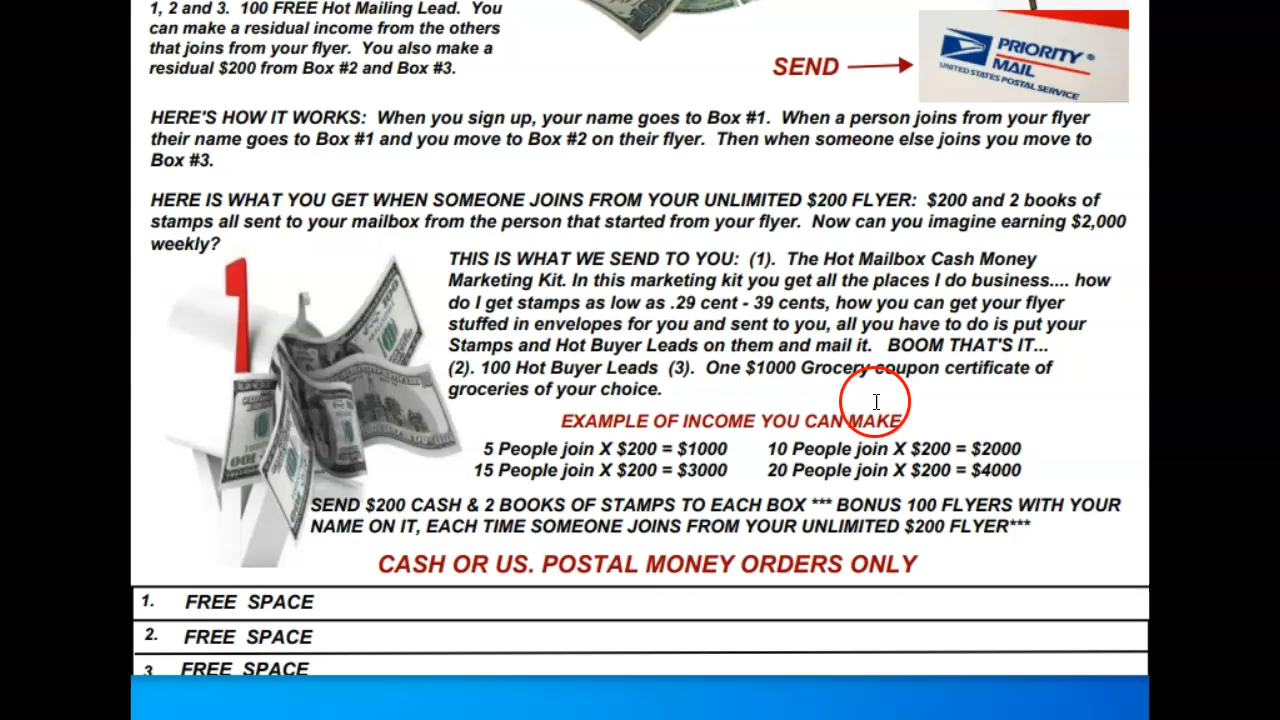 1, 2 and 3. 100 FREE Hot Mailing Lead. You
can make a residual income from the others
that joins from your flyer. You also make a
residual $200 from Box #2 and Box #3.
SEND
PRIORITY
MAIL
UNITED STATES POSTAL SERVICE
HERE'S HOW IT WORKS: When you sign up, your name goes to Box #1. When a person joins from your flyer
their name goes to Box #1 and you move to Box #2 on their flyer. Then when someone else joins you move to
Box #3.
HERE IS WHAT YOU GET WHEN SOMEONE JOINS FROM YOUR UNLIMITED $200 FLYER: $200 and 2 books of
stamps all sent to your mailbox from the person that started from your flyer. Now can you imagine earning $2,000
weekly?
THIS IS WHAT WE SEND TO YOU: (1). The Hot Mailbox Cash Money
Marketing Kit. In this marketing kit you get all the places I do business.... how
do I get stamps as low as .29 cent - 39 cents, how you can get your flyer
stuffed in envelopes for you and sent to you, all you have to do is put your
Stamps and Hot Buyer Leads on them and mail it. BOOM THAT'S IT...
(2). 100 Hot Buyer Leads (3). One $1000 Grocery coupon certificate of
groceries of your choice.
EXAMPLE OF INCOME YOU CAN MAKE
5 People join X $200 = $1000 10 People join X $200 = $2000
15 People join X $200 = $3000 20 People join X $200 = $4000
SEND $200 CASH & 2 BOOKS OF STAMPS TO EACH BOX *** BONUS 100 FLYERS WITH YOUR
NAME ON IT, EACH TIME SOMEONE JOINS FROM YOUR UNLIMITED $200 FLYER***
CASH OR US. POSTAL MONEY ORDERS ONLY
1. FREE SPACE
2. FREE SPACE
3. FREE SPACE